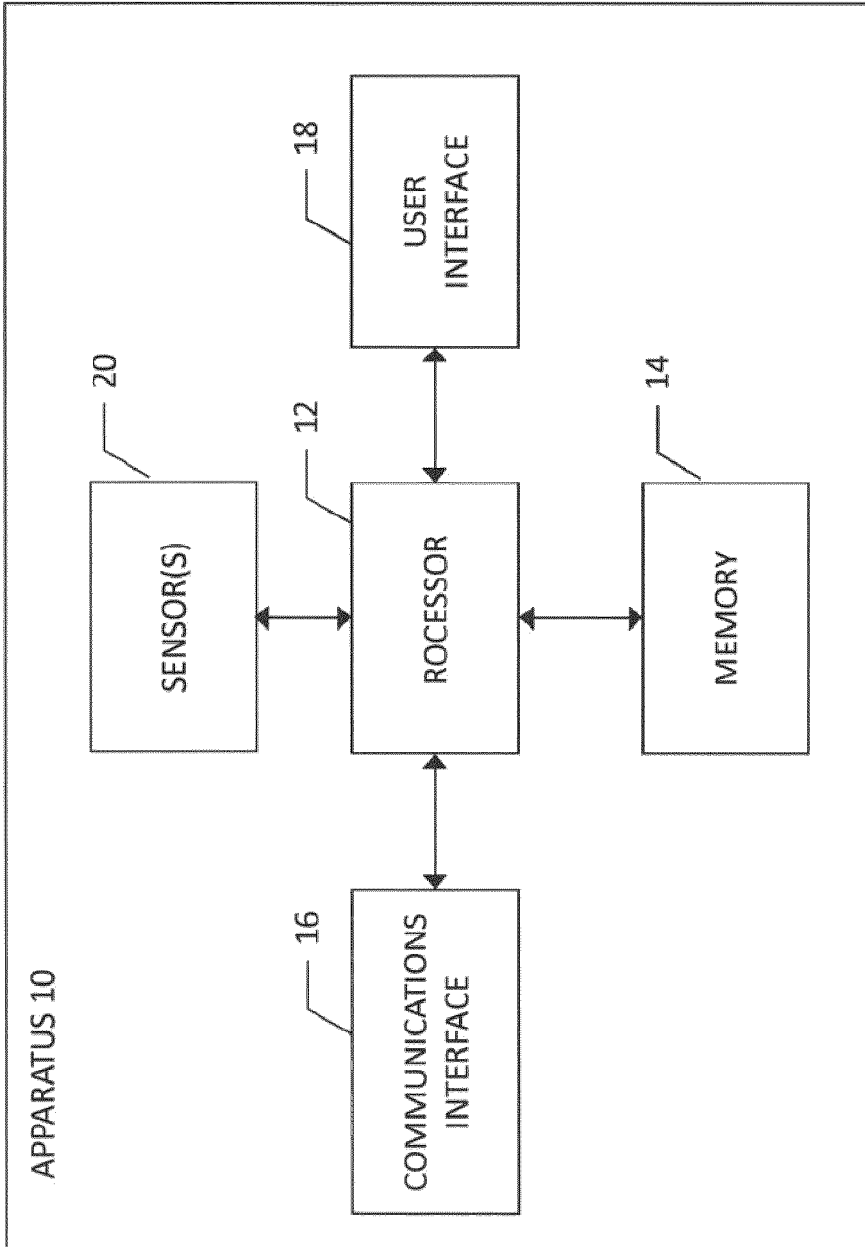 APPARATUS 10
20
SENSOR(S)
16
COMMUNICATIONS
INTERFACE
12
ROCESSOR
18
USER
INTERFACE
14
MEMORY